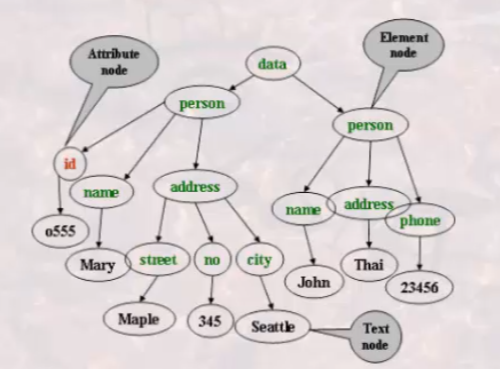 Attribute
node
Element
node
data
person
person
id
name
address
name
address
phone
o555
Mary
street
no
city
John
Thai
23456
Maple
345
Seattle
Text
node